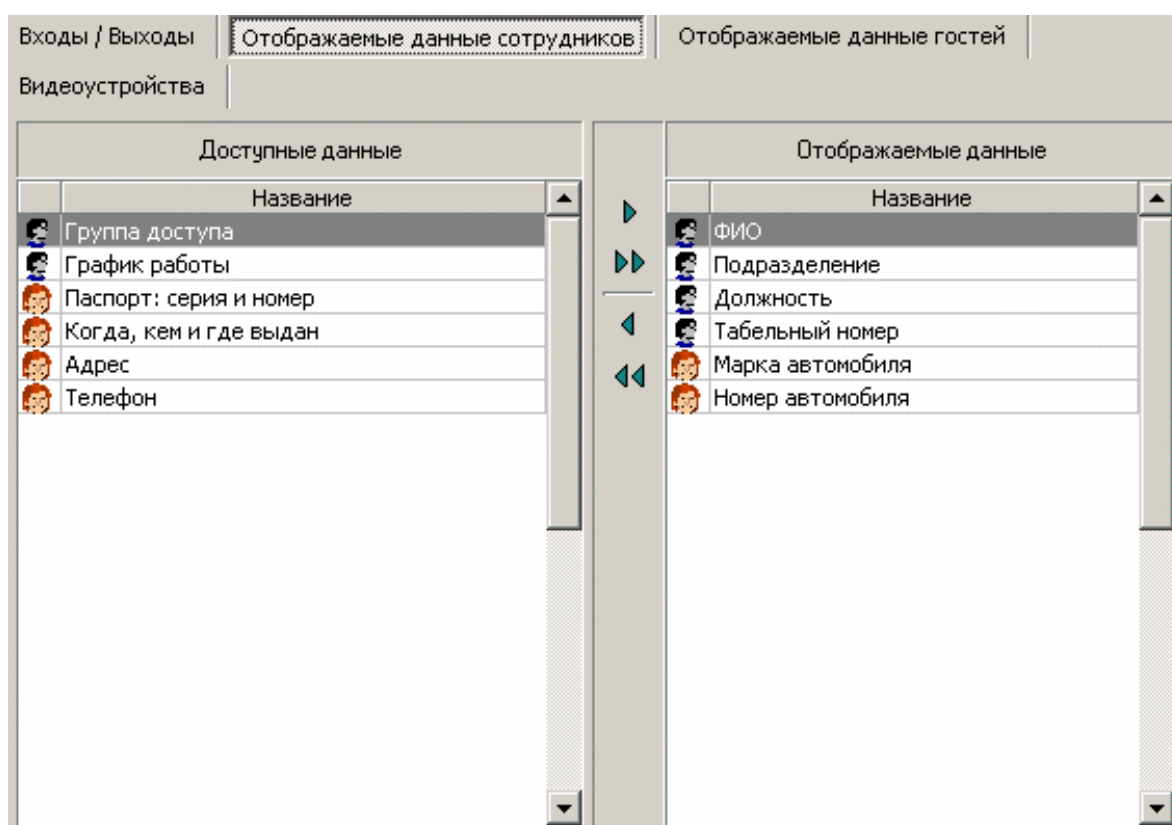 Входы / Выходы
Отображаемые данные сотрудников
Отображаемые данные гостей
Видеоустройства
Доступные данные
Название
Группа доступа
График работы
Паспорт: серия и номер
Когда, кем и где выдан
Адрес
Телефон
Отображаемые данные
Название
ФИО
Подразделение
Должность
Табельный номер
Марка автомобиля
Номер автомобиля